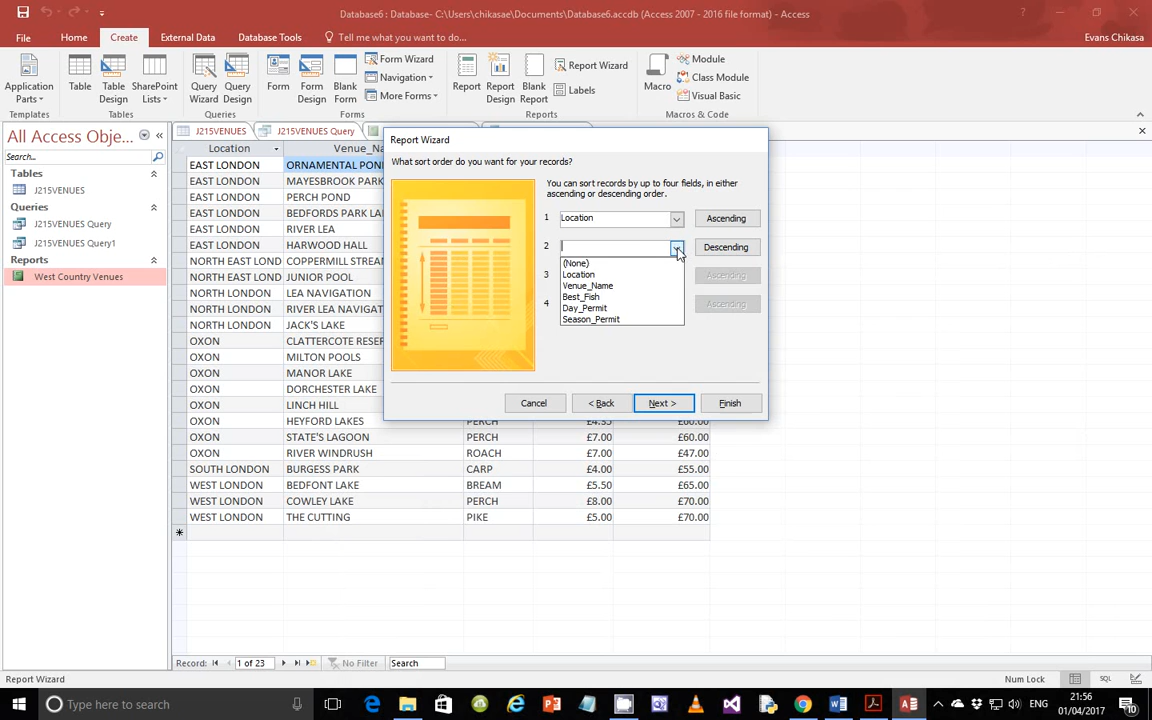 Database6 : Database- C:\Users\chikasae\Documents\Database6.accdb (Access 2007 - 2016 file format) - Access
File Home Create External Data Database Tools Tell me what you want to do... Evans Chikasa
Application Parts
Table
Table Design
SharePoint Lists
Query Wizard
Query Design
Form
Form Design
Blank Form
Form Wizard
Navigation
More Forms
Report
Report Design
Blank Report
Report Wizard
Labels
Macro
Module
Class Module
Visual Basic
Templates Tables Queries Forms Reports Macros & Code
All Access Obje...
Search...
Tables
J215VENUES
Queries
J215VENUES Query
J215VENUES Query1
Reports
West Country Venues
J215VENUES J215VENUES Query
Location Venue_Na
EAST LONDON ORNAMENTAL PON
EAST LONDON MAYESBROOK PARK
EAST LONDON PERCH POND
EAST LONDON BEDFORDS PARK LA
EAST LONDON RIVER LEA
EAST LONDON HARWOOD HALL
NORTH EAST LOND COPPERMILL STREAM
NORTH EAST LOND JUNIOR POOL
NORTH LONDON LEA NAVIGATION
NORTH LONDON RIVER LEA NAVIGAT
NORTH LONDON JACK'S LAKE
OXON CLATTERCOTE RESER
OXON MILTON POOLS
OXON MANOR LAKE
OXON DORCHESTER LAKE
OXON LINCH HILL
OXON HEYFORD LAKES PERCH £4.35 £60.00
OXON STATE'S LAGOON PERCH £7.00 £60.00
OXON RIVER WINDRUSH ROACH £7.00 £47.00
SOUTH LONDON BURGESS PARK CARP £4.00 £55.00
WEST LONDON BEDFONT LAKE BREAM £5.50 £65.00
WEST LONDON COWLEY LAKE PERCH £8.00 £70.00
WEST LONDON THE CUTTING PIKE £5.00 £70.00
Report Wizard
What sort order do you want for your records?
You can sort records by up to four fields, in either
ascending or descending order.
1 Location Ascending
2 Descending
(None)
3 Location Ascending
Venue_Name
Best_Fish
4 Day_Permit Ascending
Season_Permit
Cancel < Back Next > Finish
Record: 1 of 23 No Filter Search
Report Wizard Num Lock SQL
Type here to search ENG 21:56
01/04/2017 10